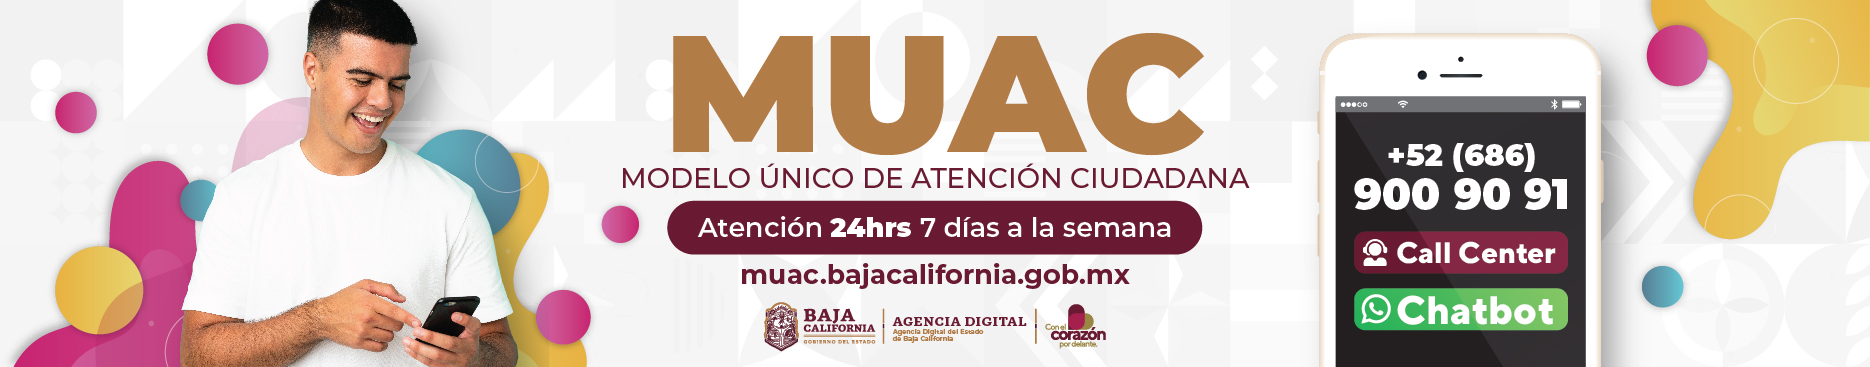 MUAC
MODELO ÚNICO DE ATENCIÓN CIUDADANA
Atención 24hrs 7 días a la semana
muac.bajacalifornia.gob.mx
BAJA
CALIFORNIA
GOBIERNO DEL ESTADO
AGENCIA DIGITAL
Agencia Digital del Estado
de Baja California
Con el
corazón
por delante.
+52 (686)
900 90 91
Call Center
Chatbot